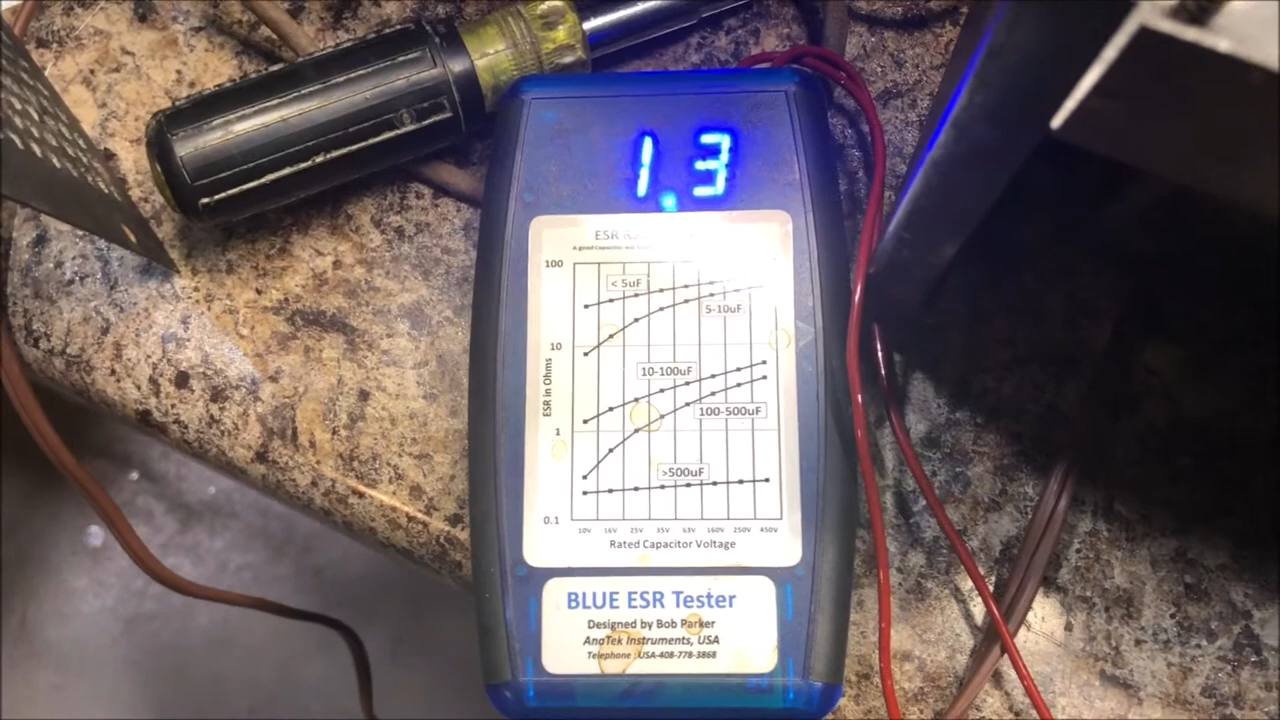 1.3
ESR
A good Capacitor
100
< 5uF
5-10uF
10
10-100uF
100-500uF
1
>500uF
0.1
ESR in Ohms
10V 16V 25V 35V 63V 160V 250V 450V
Rated Capacitor Voltage
BLUE ESR Tester
Designed by Bob Parker
AnaTek Instruments, USA
Telephone : USA-408-778-3868